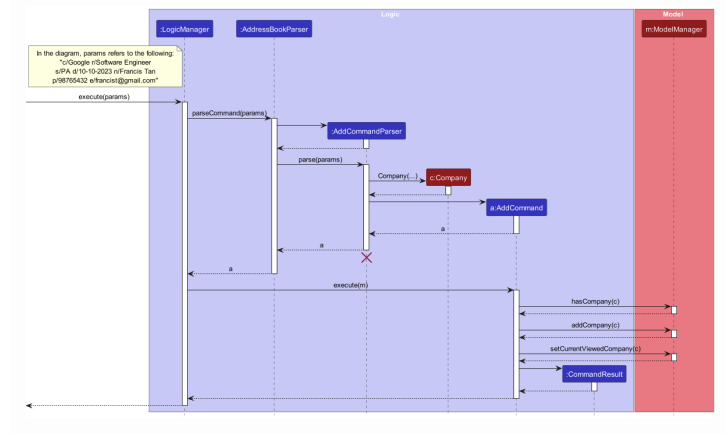 Logic
Model
:LogicManager
:AddressBookParser
m:ModelManager
In the diagram, params refers to the following:
"c/Google r/Software Engineer
s/PA d/10-10-2023 n/Francis Tan
p/98765432 e/francist@gmail.com"
execute(params)
parseCommand(params)
:AddCommandParser
parse(params)
Company(...)
c:Company
a:AddCommand
a
a
a
execute(m)
hasCompany(c)
addCompany(c)
setCurrentViewedCompany(c)
:CommandResult